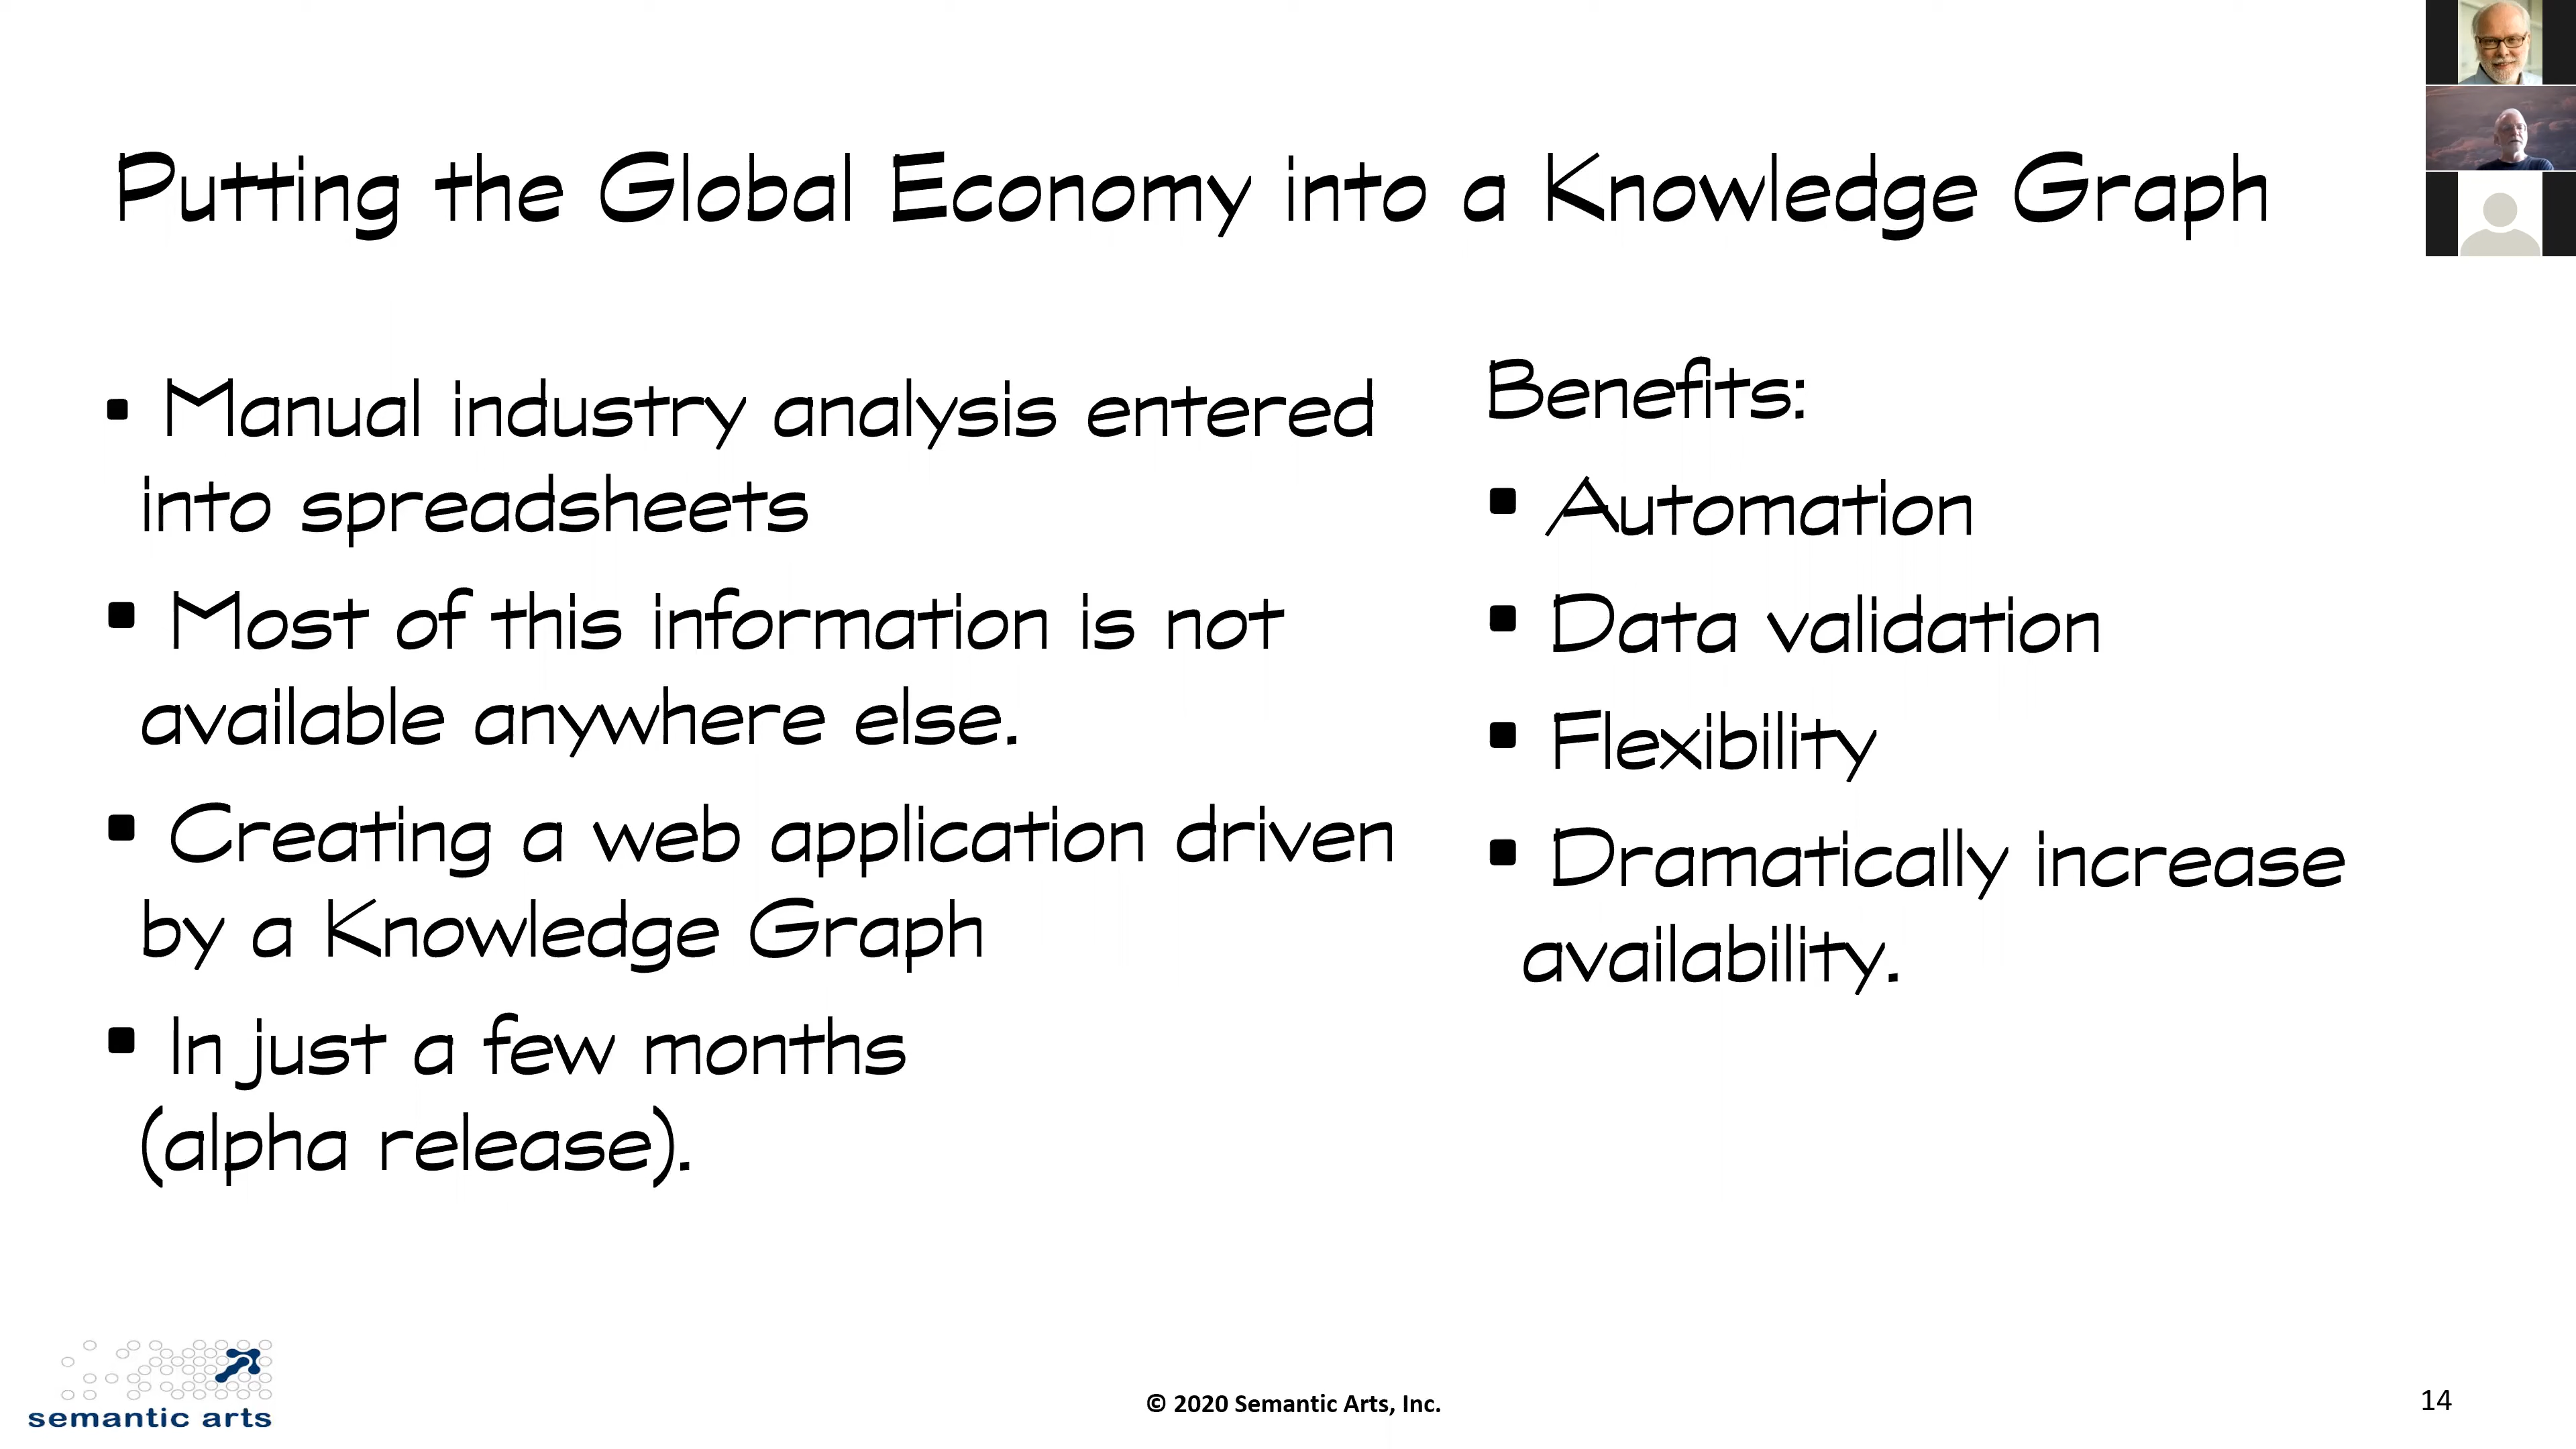 Putting the Global Economy into a Knowledge Graph
▪ Manual industry analysis entered
into spreadsheets
▪ Most of this information is not
available anywhere else.
▪ Creating a web application driven
by a Knowledge Graph
▪ In just a few months
(alpha release).
Benefits:
▪ Automation
▪ Data validation
▪ Flexibility
▪ Dramatically increase
availability.
semantic arts
© 2020 Semantic Arts, Inc.
14